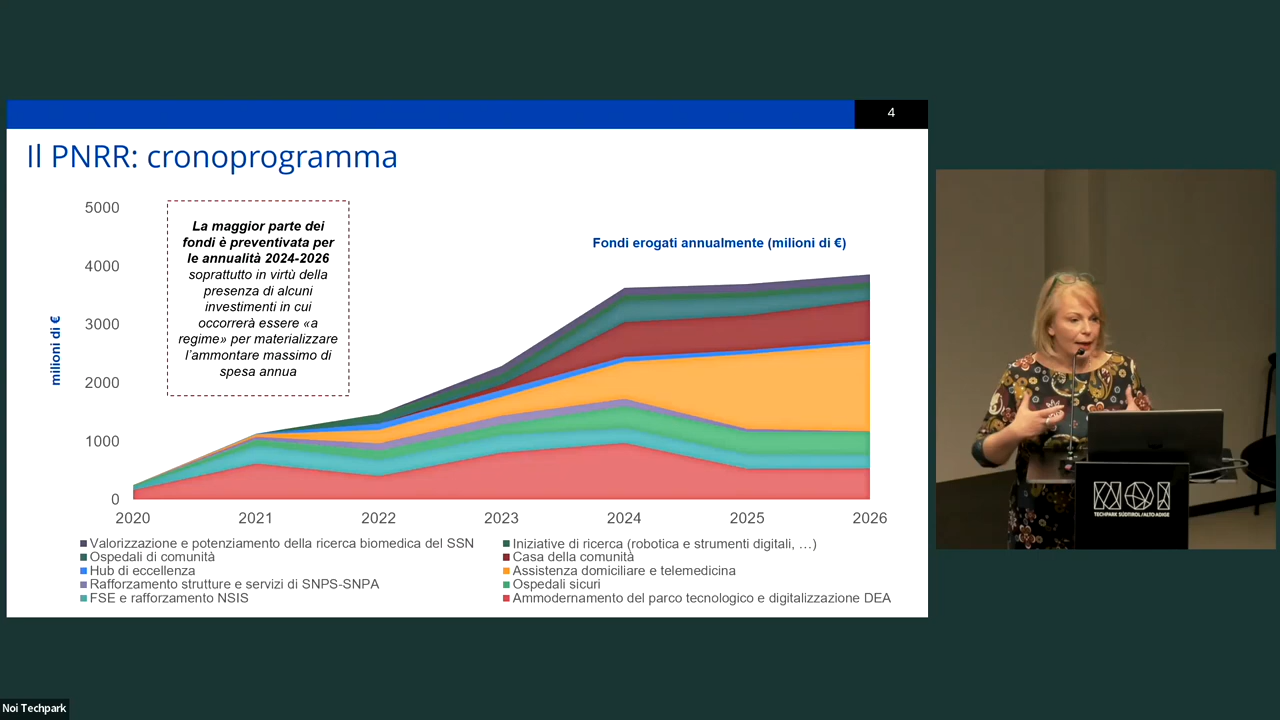 4
Il PNRR: cronoprogramma
5000
4000
3000
2000
1000
0
milioni di €
La maggior parte dei
fondi è preventivata per
le annualità 2024-2026
soprattutto in virtù della
presenza di alcuni
investimenti in cui
occorrerà essere «a
regime» per materializzare
l'ammontare massimo di
spesa annua
Fondi erogati annualmente (milioni di €)
2020 2021 2022 2023 2024 2025 2026
Valorizzazione e potenziamento della ricerca biomedica del SSN
Iniziative di ricerca (robotica e strumenti digitali, …)
Ospedali di comunità
Casa della comunità
Hub di eccellenza
Assistenza domiciliare e telemedicina
Rafforzamento strutture e servizi di SNPS-SNPA
Ospedali sicuri
FSE e rafforzamento NSIS
Ammodernamento del parco tecnologico e digitalizzazione DEA
NOI
TECHPARK SÜDTIROL/ALTO ADIGE
Noi Techpark